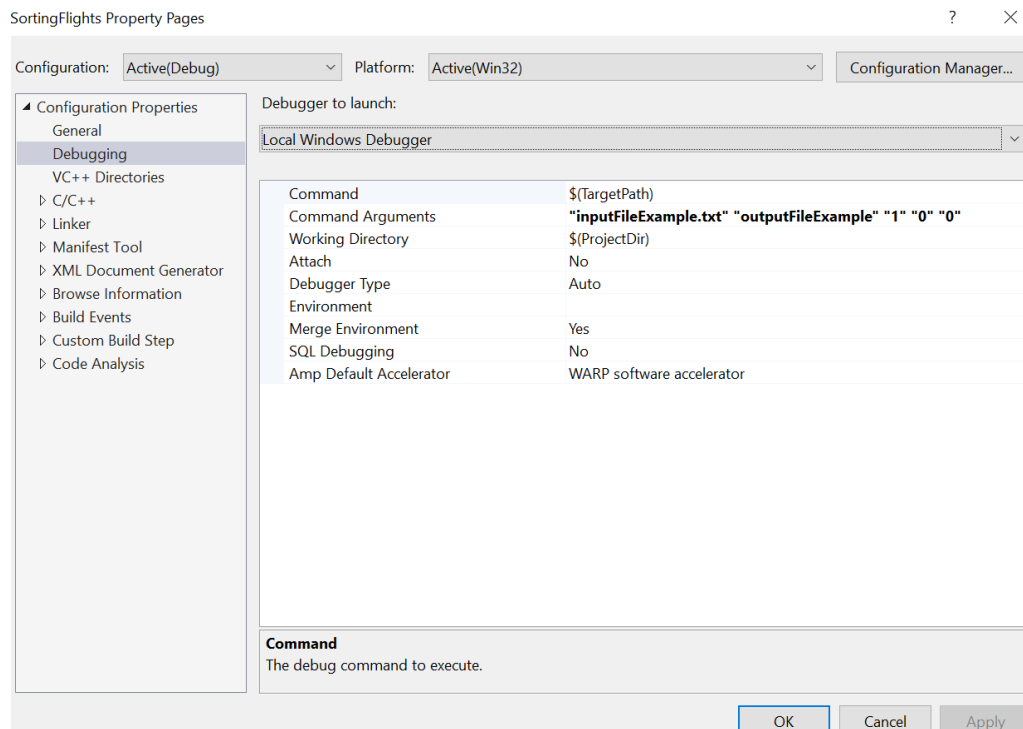 SortingFlights Property Pages
?
Configuration: Active(Debug) Platform: Active(Win32) Configuration Manager...
Configuration Properties
General
Debugging
VC++ Directories
C/C++
Linker
Manifest Tool
XML Document Generator
Browse Information
Build Events
Custom Build Step
Code Analysis
Debugger to launch:
Local Windows Debugger
Command $(TargetPath)
Command Arguments "inputFileExample.txt" "outputFileExample" "1" "0" "0"
Working Directory $(ProjectDir)
Attach No
Debugger Type Auto
Environment
Merge Environment Yes
SQL Debugging No
Amp Default Accelerator WARP software accelerator
Command
The debug command to execute.
OK Cancel Apply